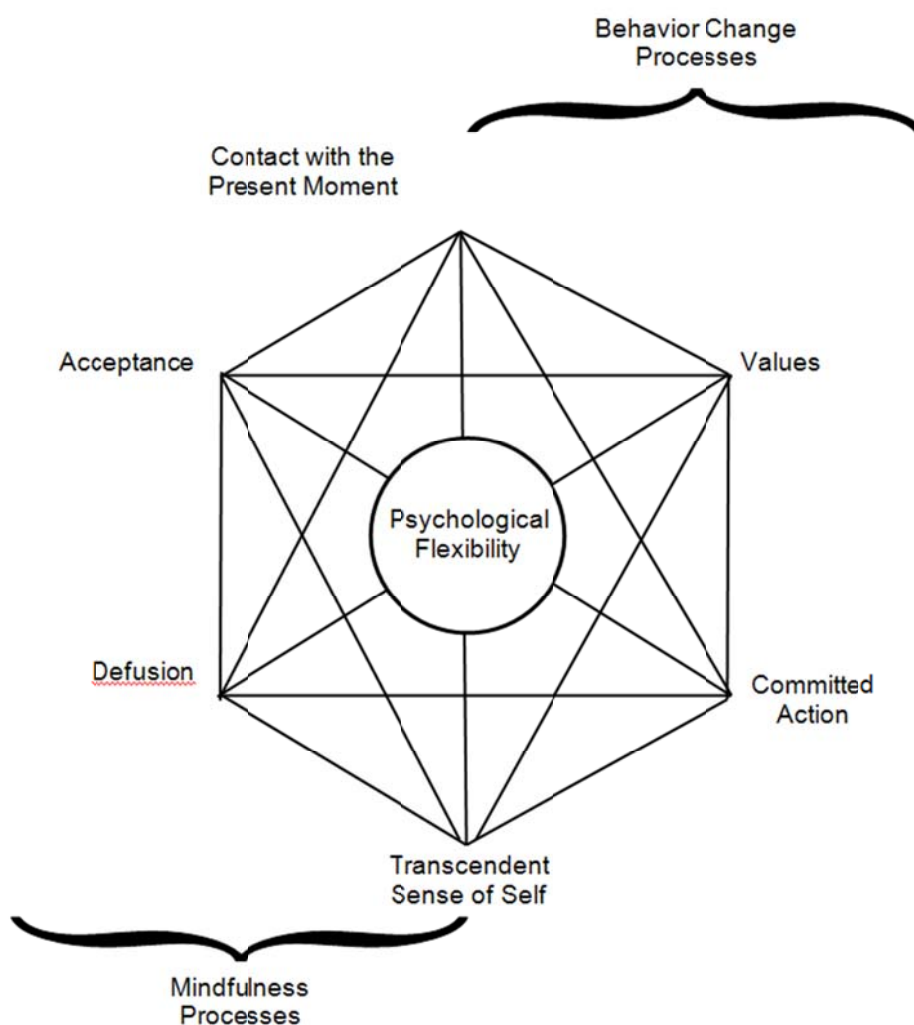 Behavior Change
Processes
Contact with the
Present Moment
Acceptance
Values
Psychological
Flexibility
Defusion
Committed
Action
Transcendent
Sense of Self
Mindfulness
Processes